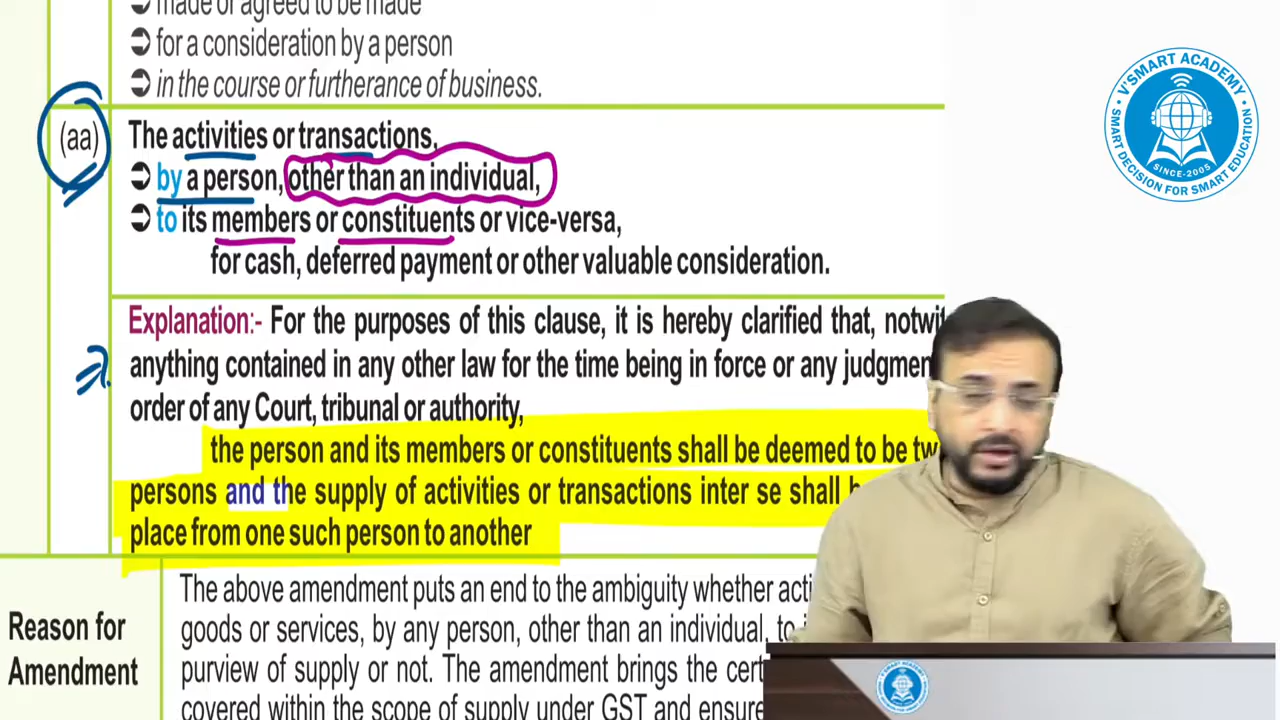 made or agreed to be made
➲ for a consideration by a person
➲ in the course or furtherance of business.
(aa)
The activities or transactions,
➲ by a person, other than an individual,
➲ to its members or constituents or vice-versa,
for cash, deferred payment or other valuable consideration.
Explanation:- For the purposes of this clause, it is hereby clarified that,
anything contained in any other law for the time being in force or any
order of any Court, tribunal or authority,
the person and its members or constituents shall be deemed to be
persons and the supply of activities or transactions inter se shall
place from one such person to another
Reason for
Amendment
The above amendment puts an end to the ambiguity whether
goods or services, by any person, other than an individual,
purview of supply or not. The amendment brings the
covered within the scope of supply under GST and
V'SMART ACADEMY
SINCE-2005
SMART DECISION FOR SMART EDUCATION